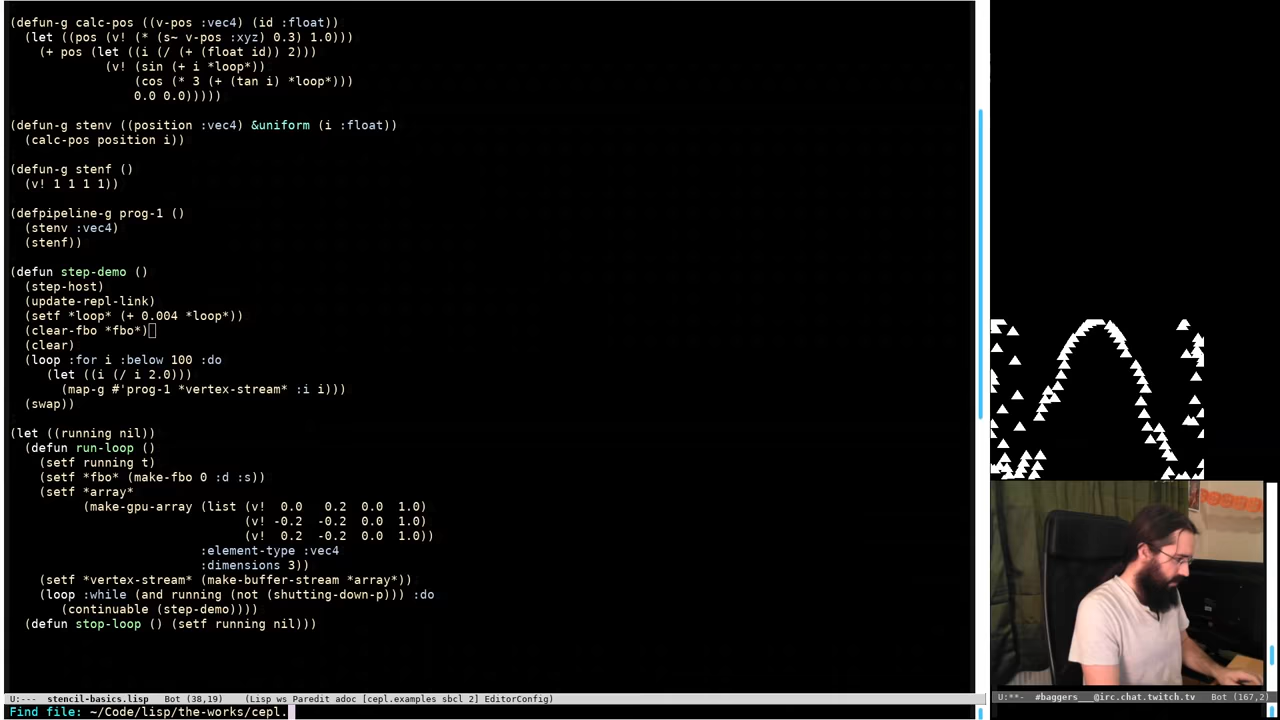 (defun-g calc-pos ((v-pos :vec4) (id :float))
  (let ((pos (v! (* (s~ v-pos :xyz) 0.3) 1.0)))
    (+ pos (let ((i (/ (+ (float id)) 2)))
             (v! (sin (+ i *loop*))
                 (cos (* 3 (+ (tan i) *loop*)))
                 0.0 0.0)))))
(defun-g stenv ((position :vec4) &uniform (i :float))
  (calc-pos position i))
(defun-g stenf ()
  (v! 1 1 1 1))
(defpipeline-g prog-1 ()
  (stenv :vec4)
  (stenf))
(defun step-demo ()
  (step-host)
  (update-repl-link)
  (setf *loop* (+ 0.004 *loop*))
  (clear-fbo *fbo*)
  (clear)
  (loop :for i :below 100 :do
     (let ((i (/ i 2.0)))
       (map-g #'prog-1 *vertex-stream* :i i)))
  (swap))
(let ((running nil))
  (defun run-loop ()
    (setf running t)
    (setf *fbo* (make-fbo 0 :d :s))
    (setf *array*
          (make-gpu-array (list (v!  0.0   0.2  0.0  1.0)
                                (v! -0.2  -0.2  0.0  1.0)
                                (v!  0.2  -0.2  0.0  1.0))
                          :element-type :vec4
                          :dimensions 3))
    (setf *vertex-stream* (make-buffer-stream *array*))
    (loop :while (and running (not (shutting-down-p))) :do
       (continuable (step-demo))))
  (defun stop-loop () (setf running nil)))
U:---  stencil-basics.lisp   Bot (38,19)    (Lisp ws Paredit adoc [cepl.examples sbcl 2] EditorConfig)
U:**-  #baggers___@irc.chat.twitch.tv   Bot (167,2)
Find file: ~/Code/lisp/the-works/cepl.